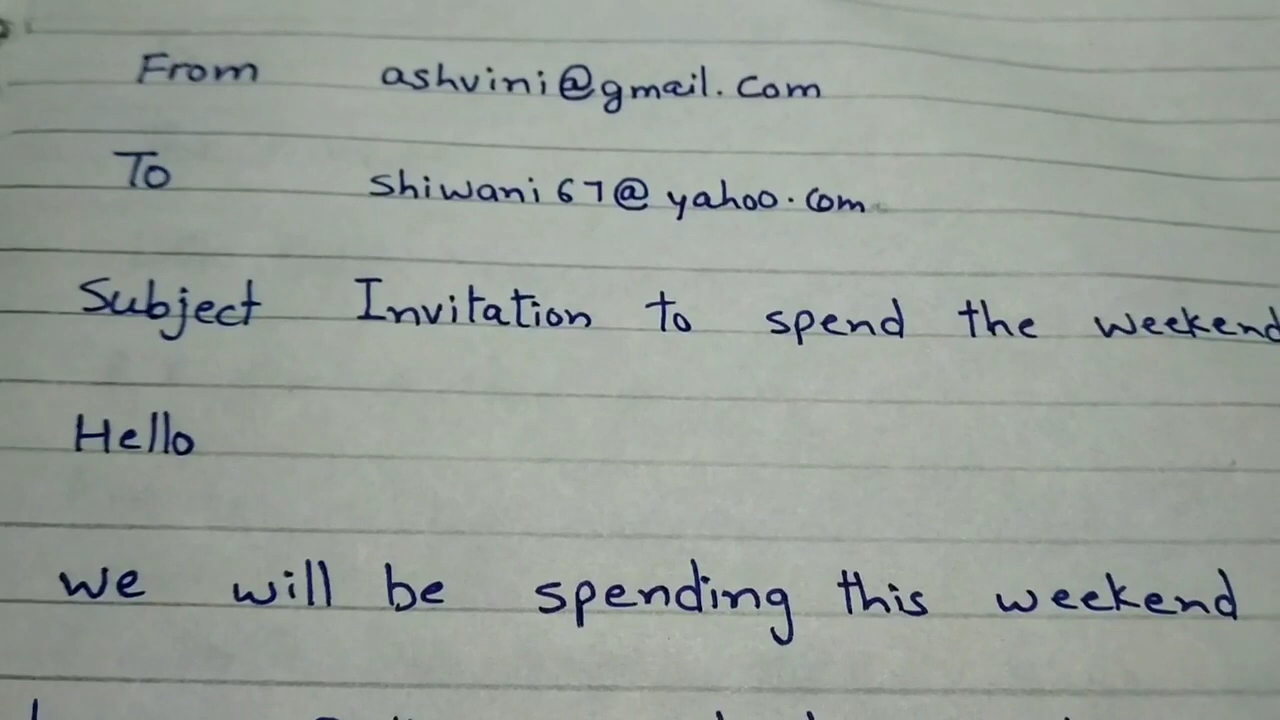 From ashvini@gmail.com
To shiwani67@yahoo.com
Subject Invitation to spend the weekend
Hello
we will be spending this weekend